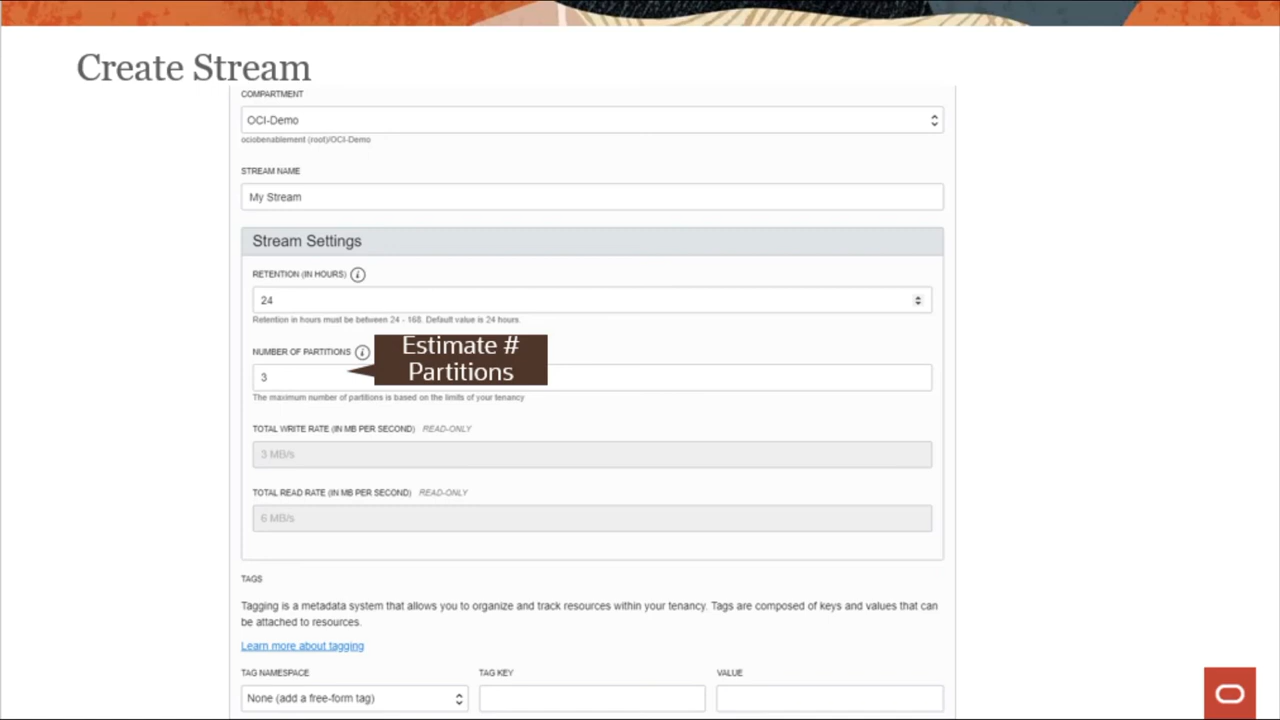 Create Stream
COMPARTMENT
OCI-Demo
ociobenablement (root)/OCI-Demo
STREAM NAME
My Stream
Stream Settings
RETENTION (IN HOURS) i
24
Retention in hours must be between 24 - 168. Default value is 24 hours.
NUMBER OF PARTITIONS i
Estimate #
Partitions
3
The maximum number of partitions is based on the limits of your tenancy
TOTAL WRITE RATE (IN MB PER SECOND) READ-ONLY
3 MB/s
TOTAL READ RATE (IN MB PER SECOND) READ-ONLY
6 MB/s
TAGS
Tagging is a metadata system that allows you to organize and track resources within your tenancy. Tags are composed of keys and values that can
be attached to resources.
Learn more about tagging
TAG NAMESPACE TAG KEY VALUE
None (add a free-form tag)